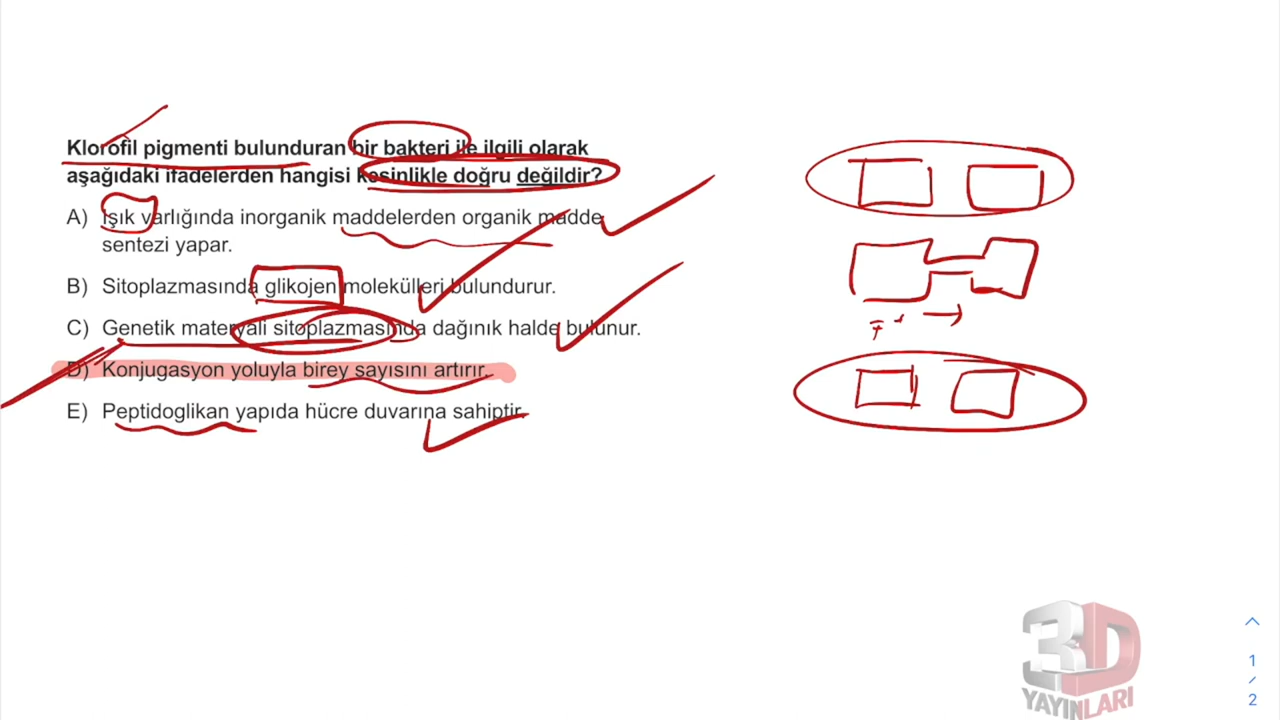 Klorofil pigmenti bulunduran bir bakteri ile ilgili olarak
aşağıdaki ifadelerden hangisi kesinlikle doğru değildir?
A) Işık varlığında inorganik maddelerden organik madde
sentezi yapar.
B) Sitoplazmasında glikojen molekülleri bulundurur.
C) Genetik materyali sitoplazmasında dağınık halde bulunur.
D) Konjugasyon yoluyla birey sayısını artırır.
E) Peptidoglikan yapıda hücre duvarına sahiptir.
F+
3D
YAYINLARI
1
/
2